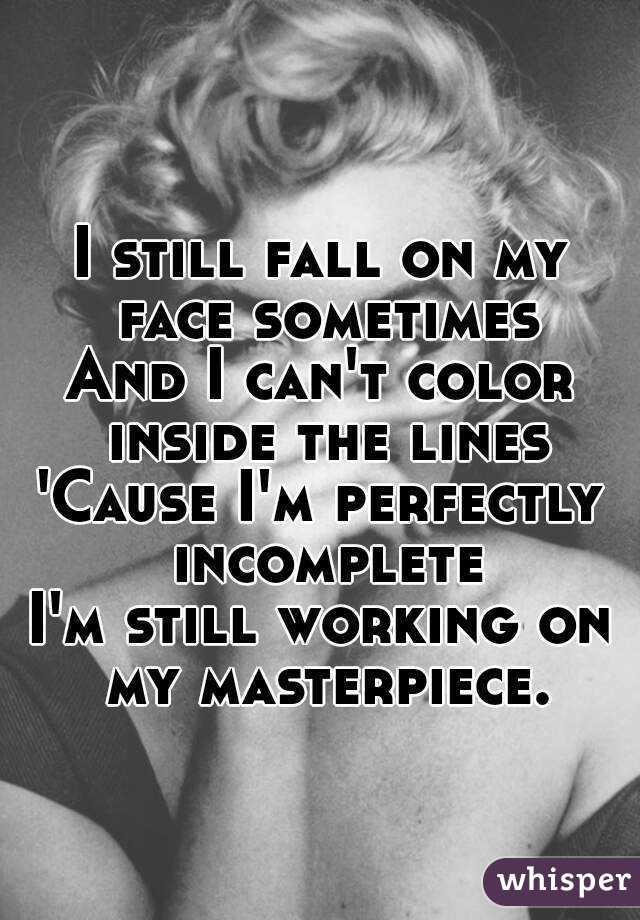 I still fall on my
face sometimes
And I can't color
inside the lines
'Cause I'm perfectly
incomplete
I'm still working on
my masterpiece.
whisper